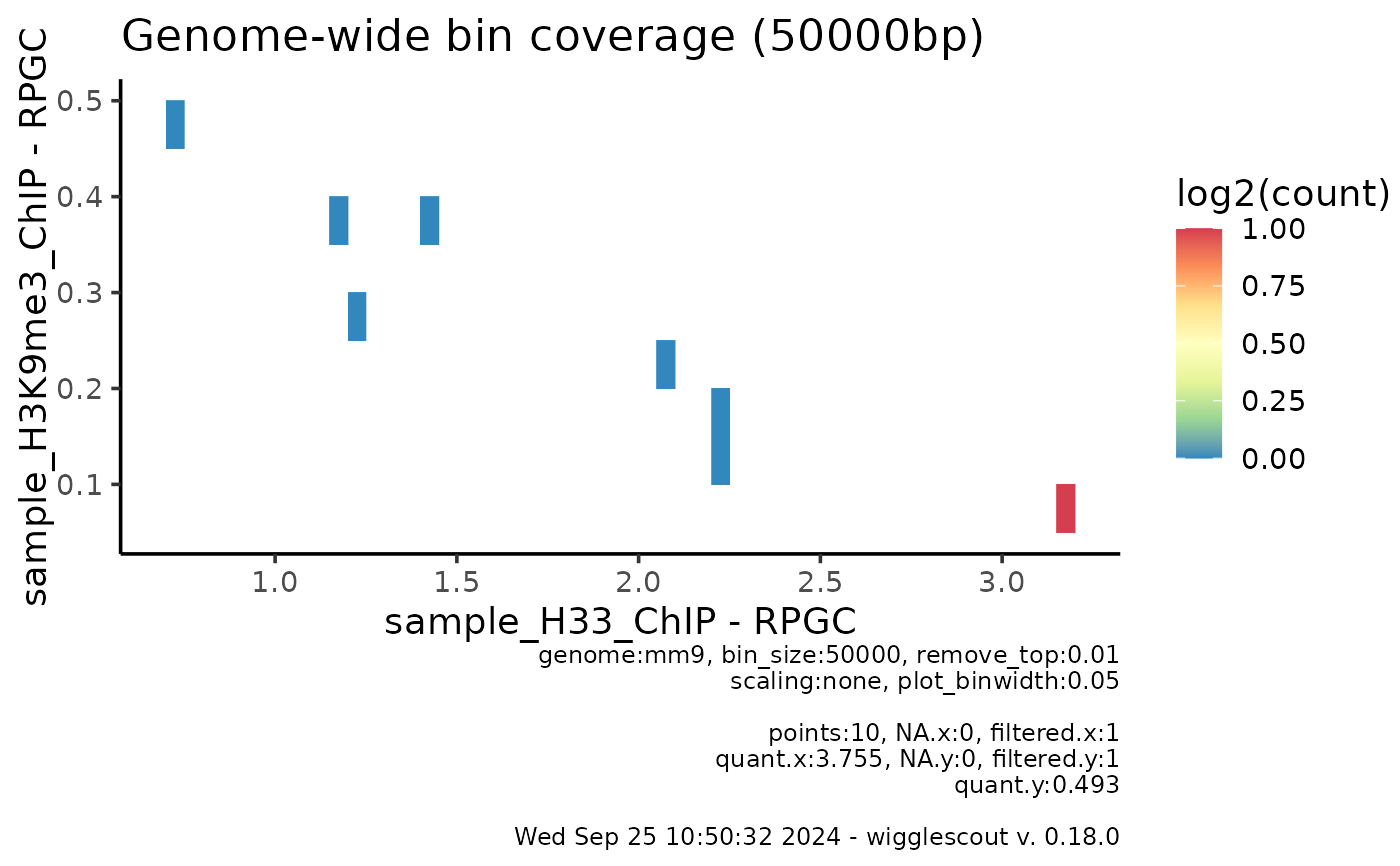 Genome-wide bin coverage (50000bp)
sample_H3K9me3_ChIP - RPGC
0.5
0.4
0.3
0.2
0.1
1.0 1.5 2.0 2.5 3.0
sample_H33_ChIP - RPGC
log2(count)
1.00
0.75
0.50
0.25
0.00
genome:mm9, bin_size:50000, remove_top:0.01
scaling:none, plot_binwidth:0.05
points:10, NA.x:0, filtered.x:1
quant.x:3.755, NA.y:0, filtered.y:1
quant.y:0.493
Wed Sep 25 10:50:32 2024 - wigglescout v. 0.18.0